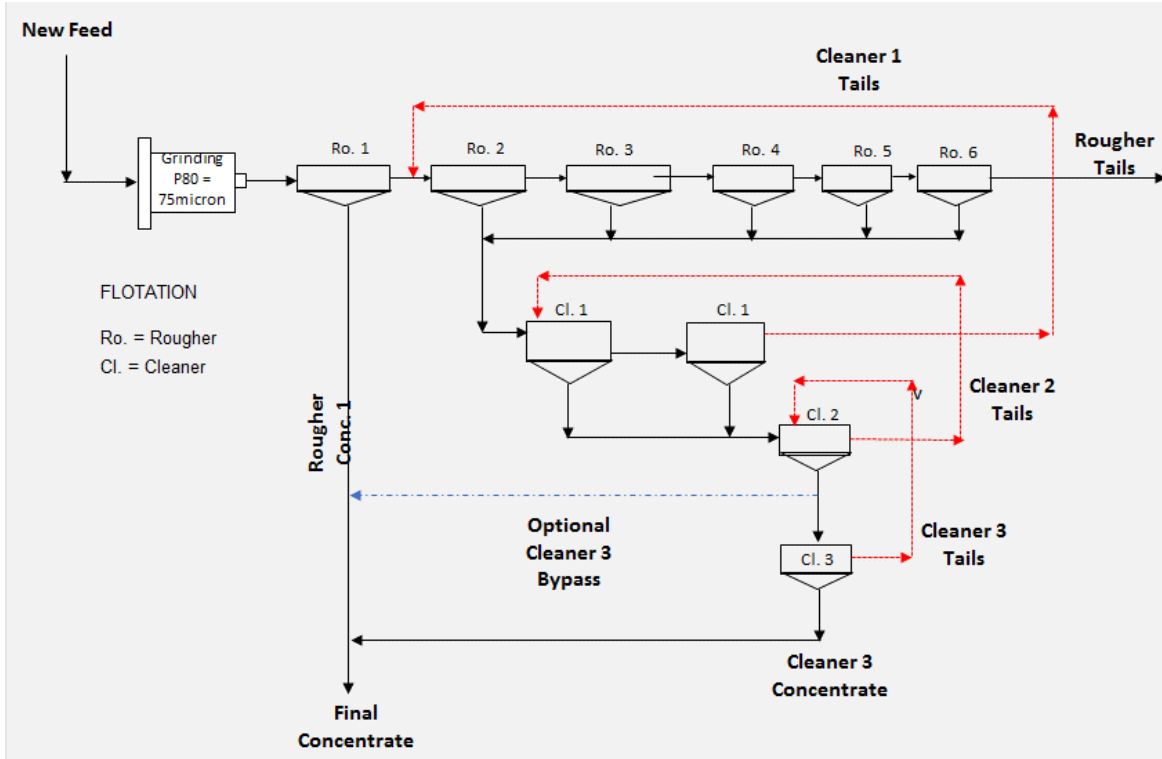 New Feed
Cleaner 1
Tails
Rougher
Tails
Grinding
P80 =
75micron
Ro. 1
Ro. 2
Ro. 3
Ro. 4
Ro. 5
Ro. 6
FLOTATION
Ro. = Rougher
Cl. = Cleaner
Cl. 1
Cl. 1
Cleaner 2
Tails
v
Cl. 2
Rougher
Conc. 1
Optional
Cleaner 3
Bypass
Cleaner 3
Tails
Cl. 3
Cleaner 3
Concentrate
Final
Concentrate